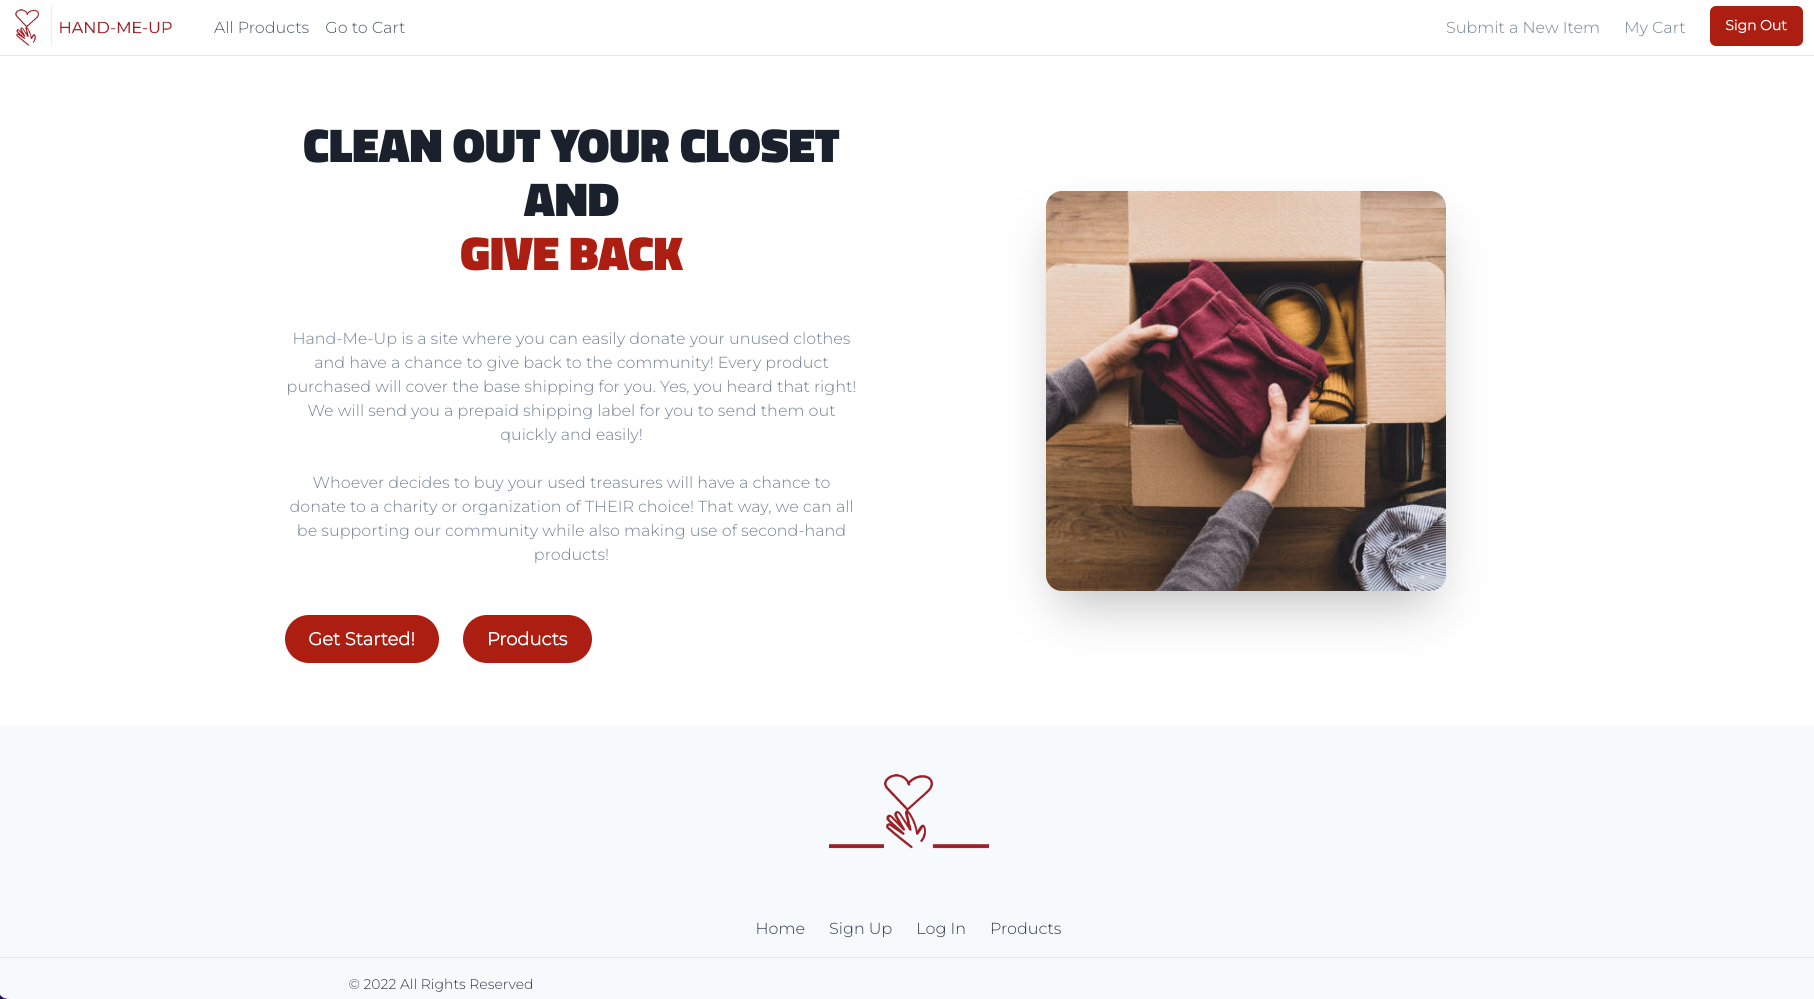 HAND-ME-UP All Products Go to Cart Submit a New Item My Cart Sign Out
CLEAN OUT YOUR CLOSET
AND
GIVE BACK
Hand-Me-Up is a site where you can easily donate your unused clothes
and have a chance to give back to the community! Every product
purchased will cover the base shipping for you. Yes, you heard that right!
We will send you a prepaid shipping label for you to send them out
quickly and easily!
Whoever decides to buy your used treasures will have a chance to
donate to a charity or organization of THEIR choice! That way, we can all
be supporting our community while also making use of second-hand
products!
Get Started! Products
Home Sign Up Log In Products
© 2022 All Rights Reserved